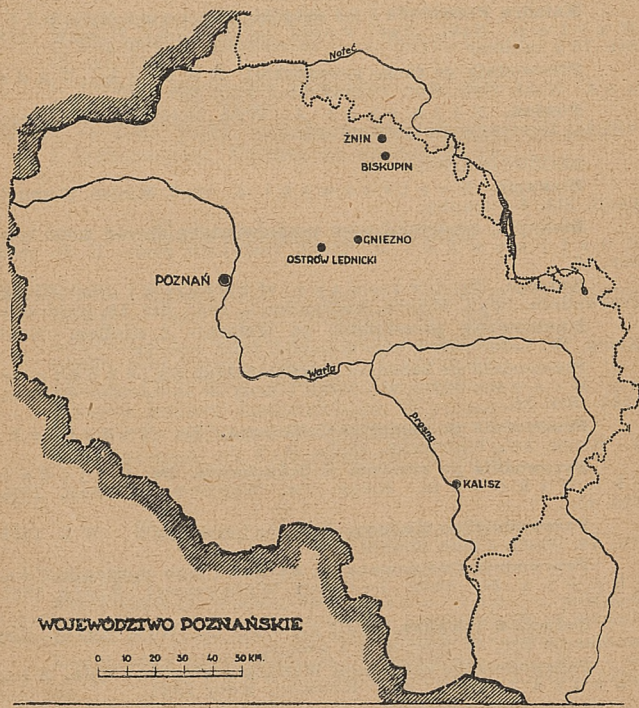 Noteć
ŻNIN
BISKUPIN
GNIEZNO
OSTRÓW LEDNICKI
POZNAŃ
Warta
Prosna
KALISZ
WOJEWÓDZTWO POZNAŃSKIE
0 10 20 30 40 50 KM.